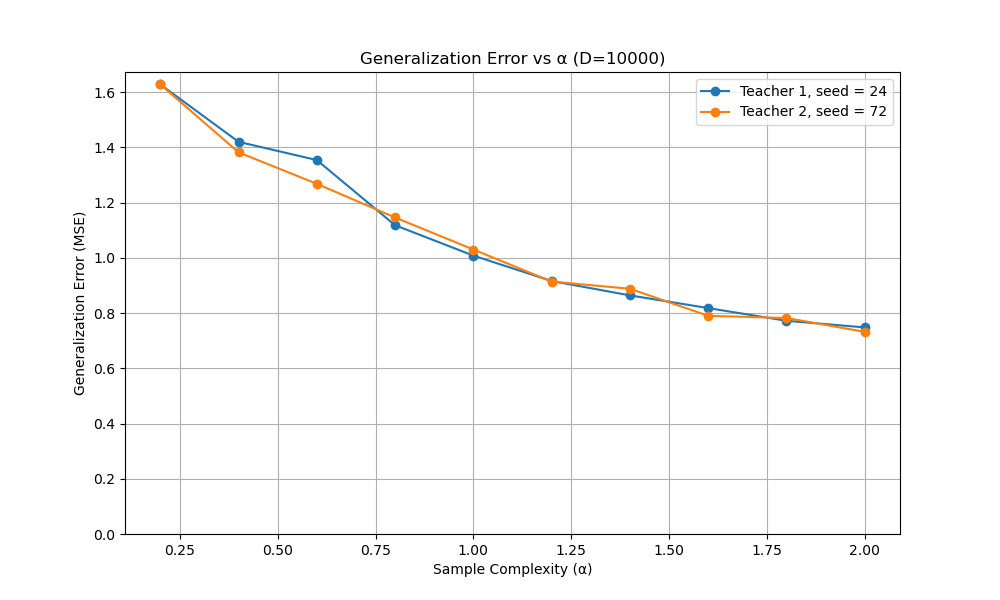 Generalization Error vs α (D=10000)
Teacher 1, seed = 24
Teacher 2, seed = 72
Generalization Error (MSE)
1.6
1.4
1.2
1.0
0.8
0.6
0.4
0.2
0.0
0.25 0.50 0.75 1.00 1.25 1.50 1.75 2.00
Sample Complexity (α)